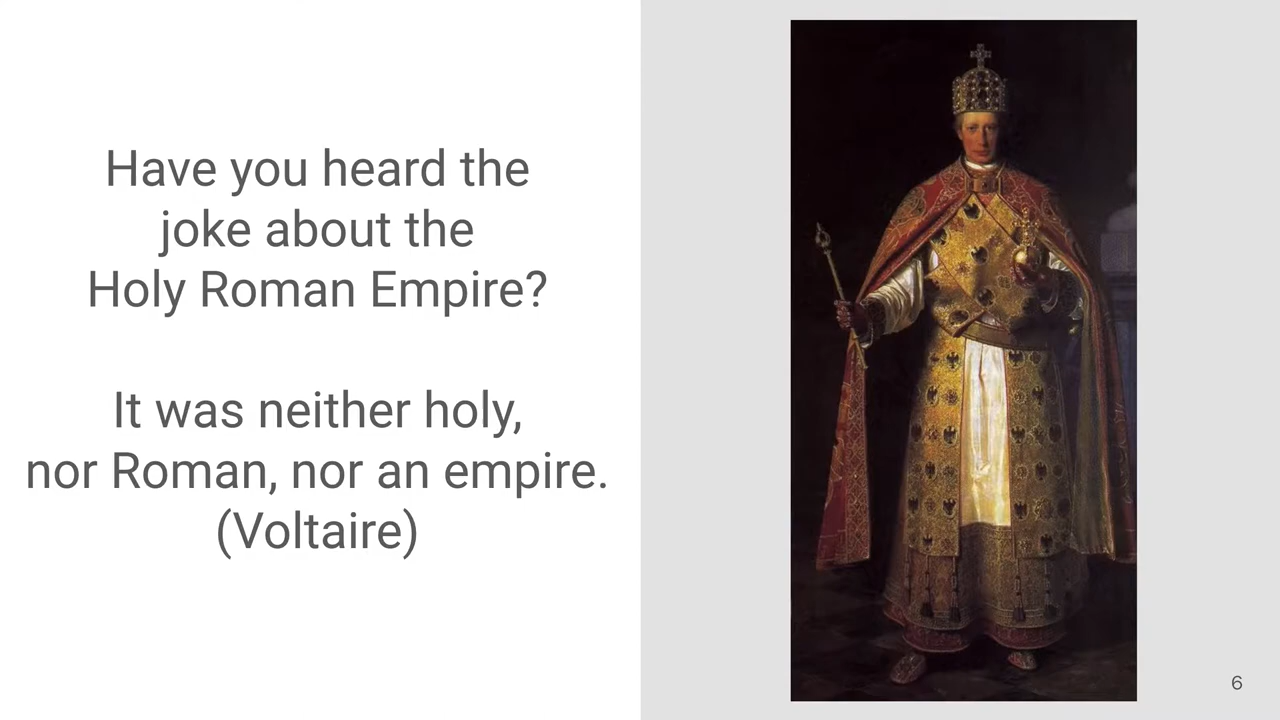 Have you heard the
joke about the
Holy Roman Empire?
It was neither holy,
nor Roman, nor an empire.
(Voltaire)
6